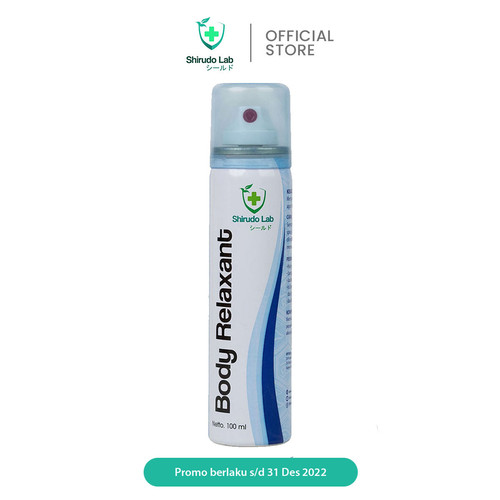 Shirudo Lab
シールド
OFFICIAL
STORE
Shirudo Lab
シールド
Body Relaxant
Netto. 100 ml
Promo berlaku s/d 31 Des 2022